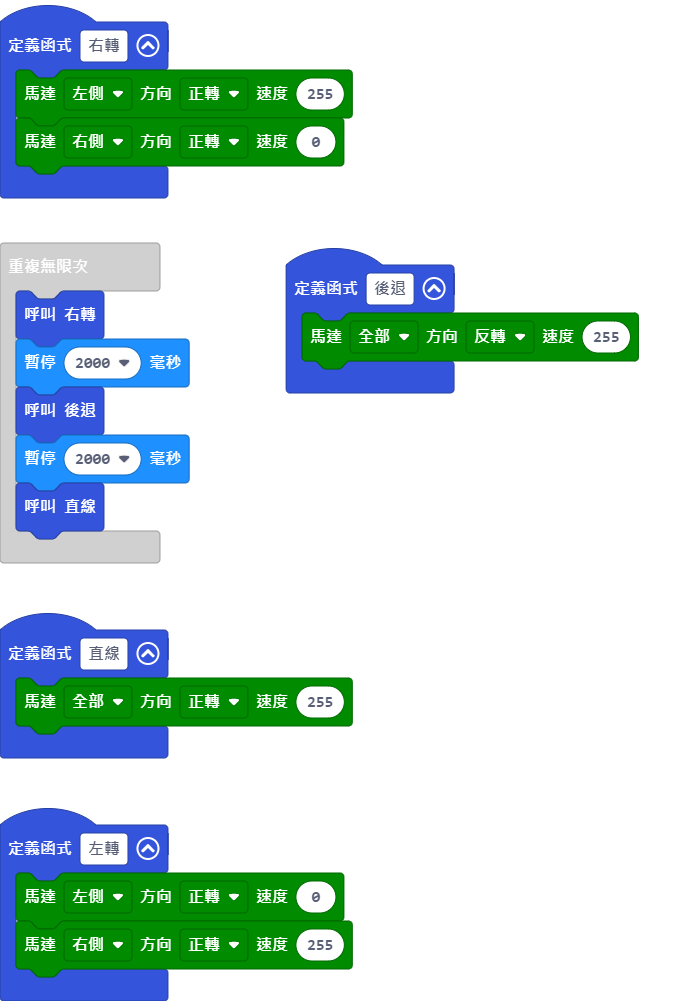 定義函式 右轉
馬達 左側 方向 正轉 速度 255
馬達 右側 方向 正轉 速度 0
重複無限次
呼叫 右轉
暫停 2000 毫秒
呼叫 後退
暫停 2000 毫秒
呼叫 直線
定義函式 後退
馬達 全部 方向 反轉 速度 255
定義函式 直線
馬達 全部 方向 正轉 速度 255
定義函式 左轉
馬達 左側 方向 正轉 速度 0
馬達 右側 方向 正轉 速度 255